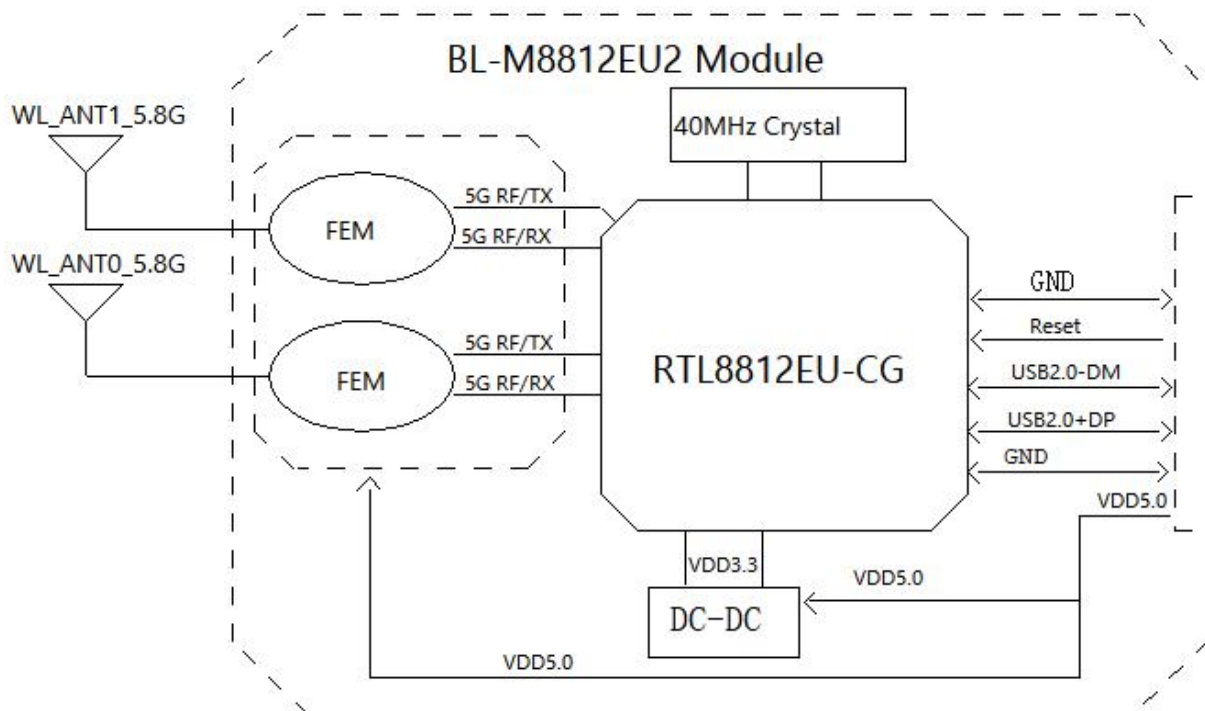 BL-M8812EU2 Module
WL_ANT1_5.8G
40MHz Crystal
5G RF/TX
FEM
5G RF/RX
WL_ANT0_5.8G
GND
Reset
5G RF/TX
FEM
5G RF/RX
RTL8812EU-CG
USB2.0-DM
USB2.0+DP
GND
VDD5.0
VDD3.3
VDD5.0
DC-DC
VDD5.0